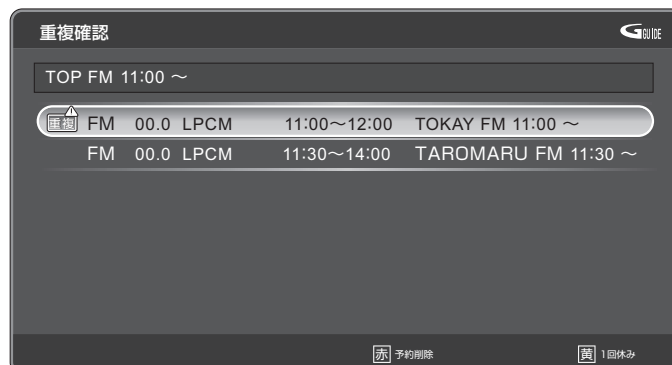 重複確認
G GUIDE
TOP FM 11:00 ～
重複 FM 00.0 LPCM 11:00～12:00 TOKAY FM 11:00 ～
FM 00.0 LPCM 11:30～14:00 TAROMARU FM 11:30 ～
赤 予約削除 黄 1回休み